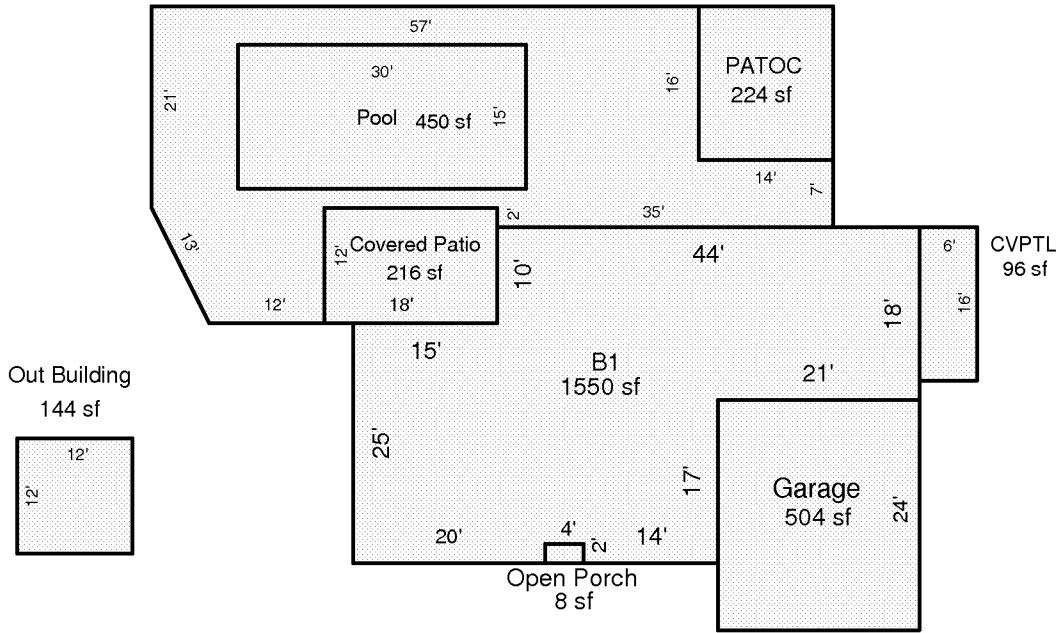 57'
PATOC
224 sf
16'
30'
21'
Pool 450 sf
15'
14'
7'
2'
35'
13'
Covered Patio
12'
216 sf
12'
18'
10'
44'
6'
CVPTL
96 sf
18'
16'
15'
B1
1550 sf
21'
Out Building
144 sf
12'
12'
25'
17'
Garage
504 sf
24'
20'
4'
2'
14'
Open Porch
8 sf